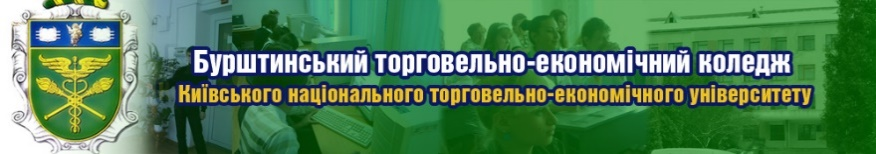 Бурштинський торговельно-економічний коледж
Київського національного торговельно-економічного університету